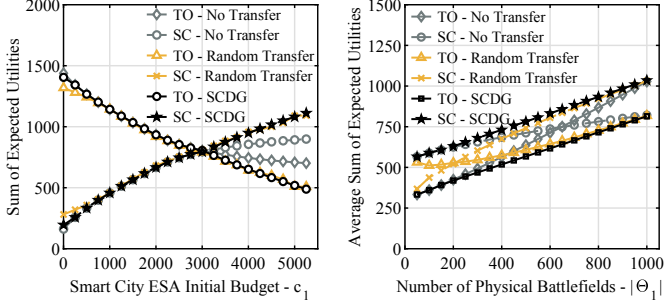 2000
1500
1000
500
0
0
1000
2000
3000
4000
5000
Sum of Expected Utilities
Smart City ESA Initial Budget - c1
TO - No Transfer
SC - No Transfer
TO - Random Transfer
SC - Random Transfer
TO - SCDG
SC - SCDG
1500
1250
1000
750
500
250
0
0
200
400
600
800
1000
Average Sum of Expected Utilities
Number of Physical Battlefields - |Θ1|
TO - No Transfer
SC - No Transfer
TO - Random Transfer
SC - Random Transfer
TO - SCDG
SC - SCDG